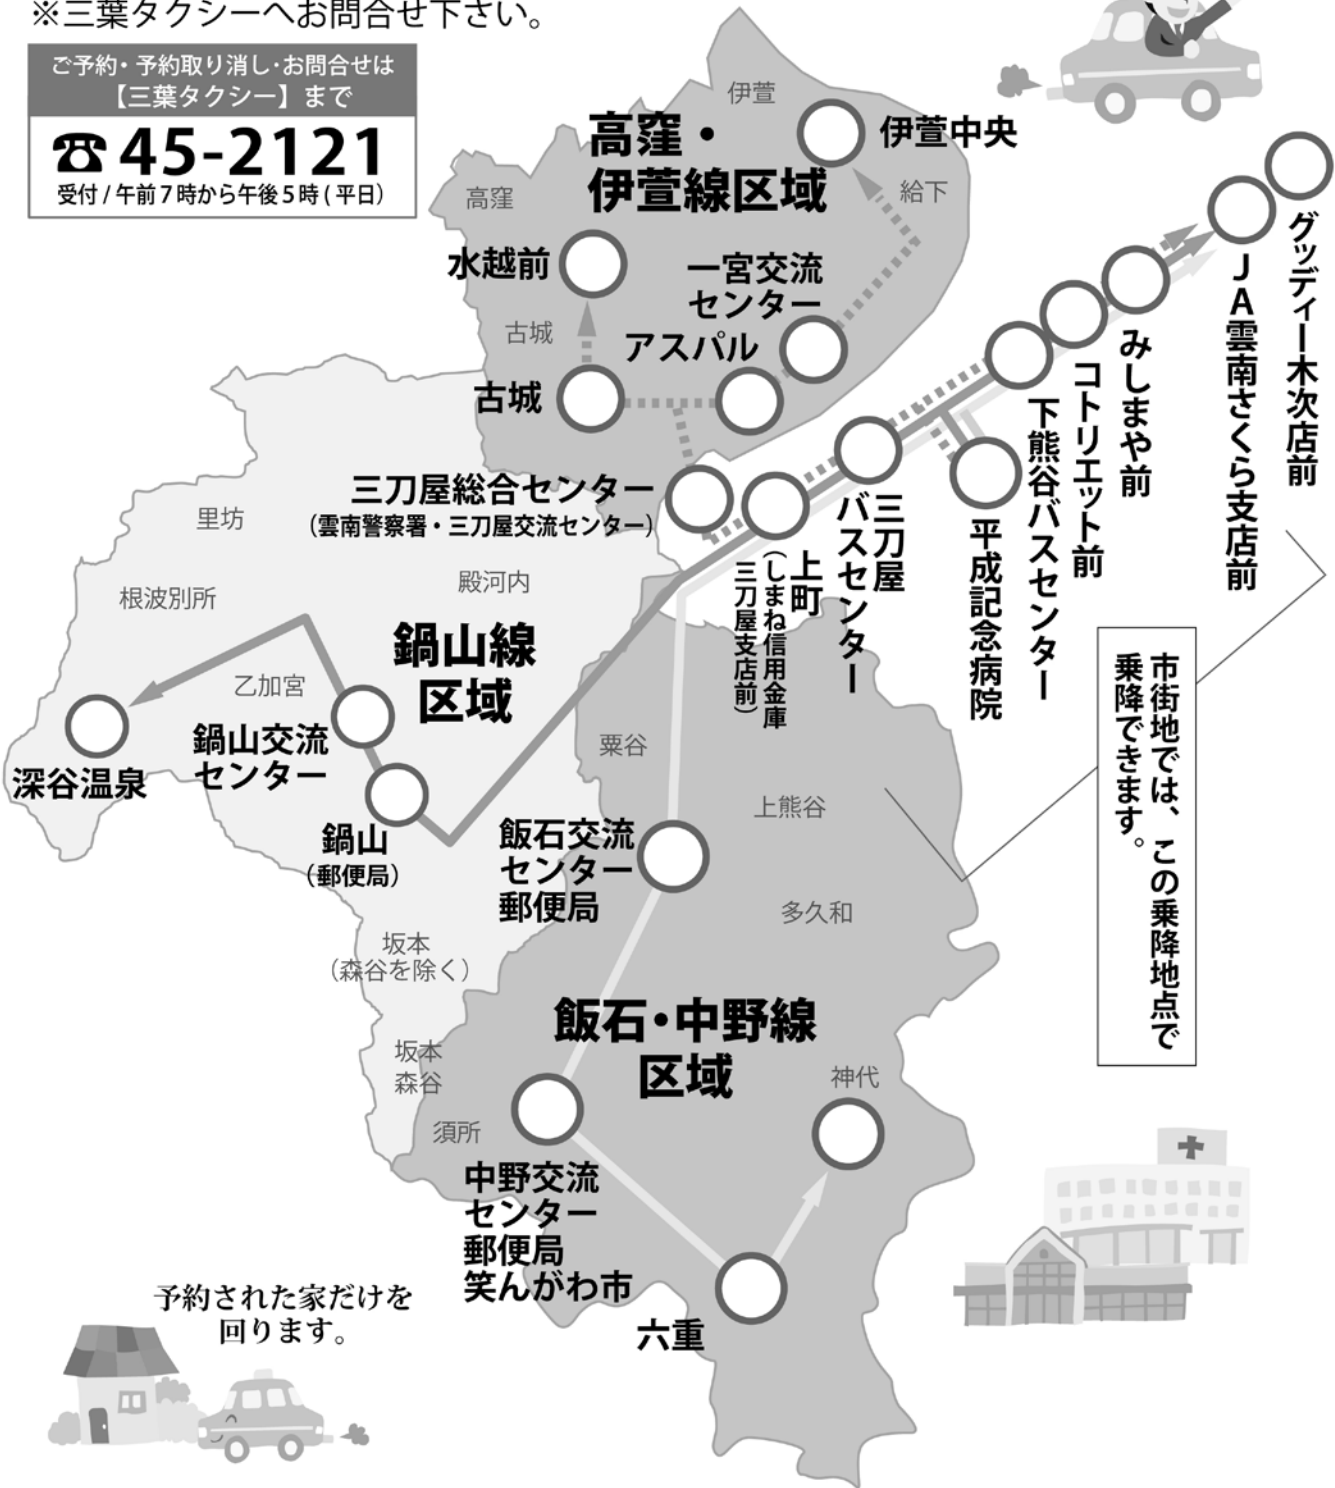 ※三葉タクシーへお問合せ下さい。
ご予約・予約取り消し・お問合せは
【三葉タクシー】まで
☎45-2121
受付/午前7時から午後5時(平日)
伊萱
高窪・
伊萱線区域
伊萱中央
高窪
給下
水越前
一宮交流
センター
古城
アスパル
古城
グッディー木次店前
JA雲南さくら支店前
みしまや前
コトリエット前
下熊谷バスセンター
平成記念病院
三刀屋
バスセンター
上町
(しまね信用金庫
三刀屋支店前)
三刀屋総合センター
(雲南警察署・三刀屋交流センター)
里坊
根波別所
殿河内
鍋山線
区域
乙加宮
鍋山交流
センター
深谷温泉
鍋山
(郵便局)
粟谷
上熊谷
飯石交流
センター
郵便局
多久和
坂本
(森谷を除く)
飯石・中野線
区域
坂本
森谷
神代
須所
中野交流
センター
郵便局
笑んがわ市
六重
市街地では、この乗降地点で
乗降できます。
予約された家だけを
回ります。